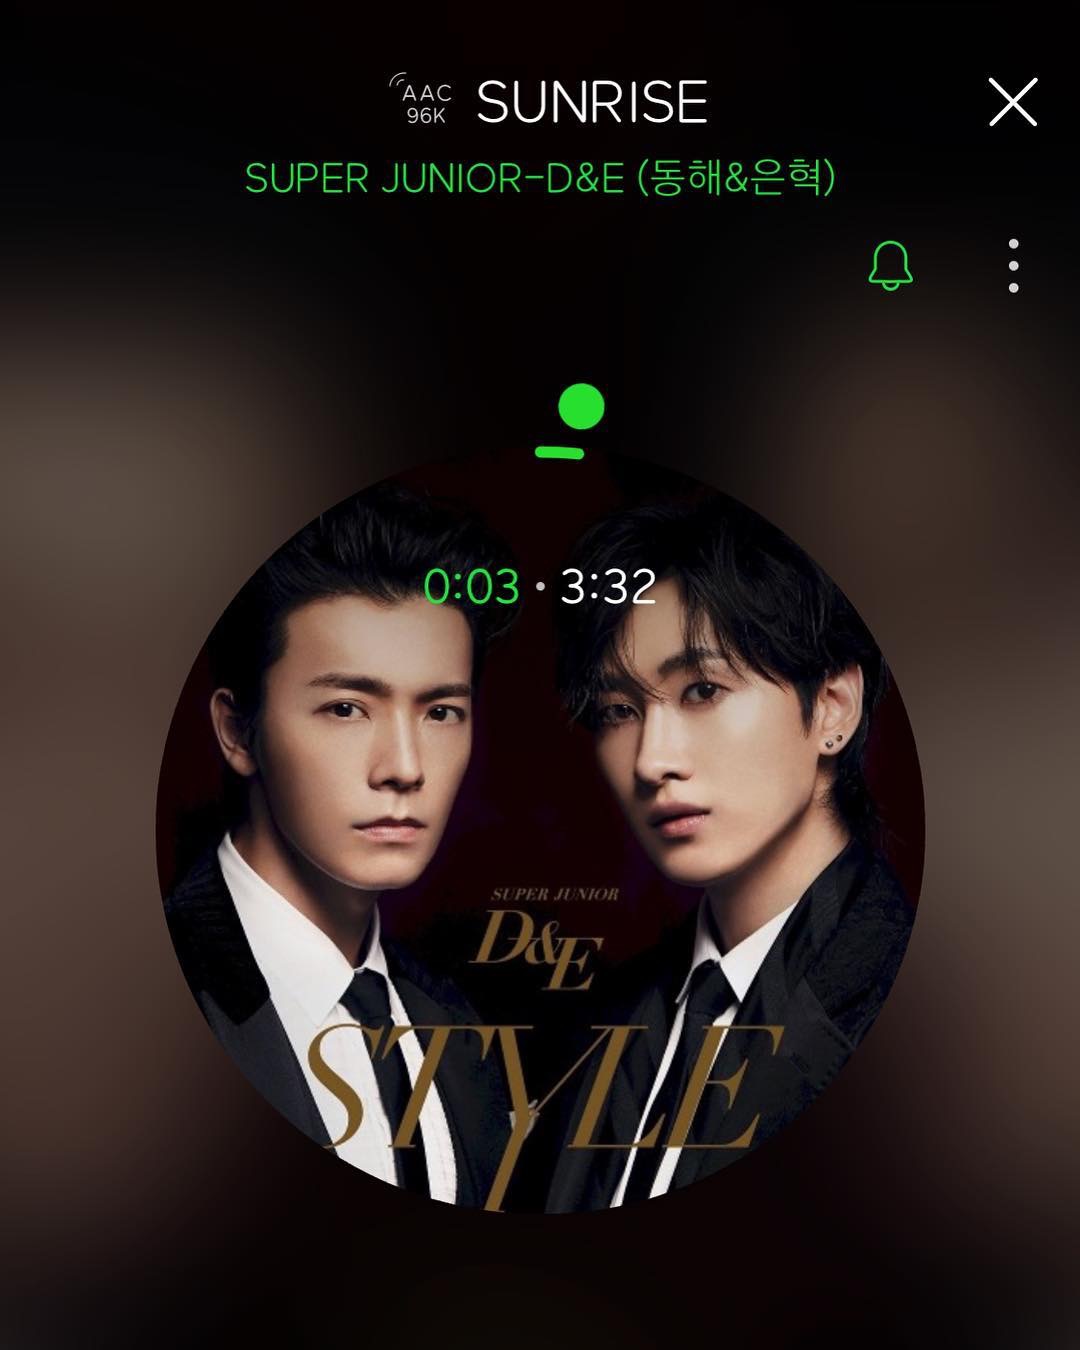 AAC
96K
SUNRISE
SUPER JUNIOR-D&E (동해&은혁)
0:03 · 3:32
SUPER JUNIOR
D&E
STYLE